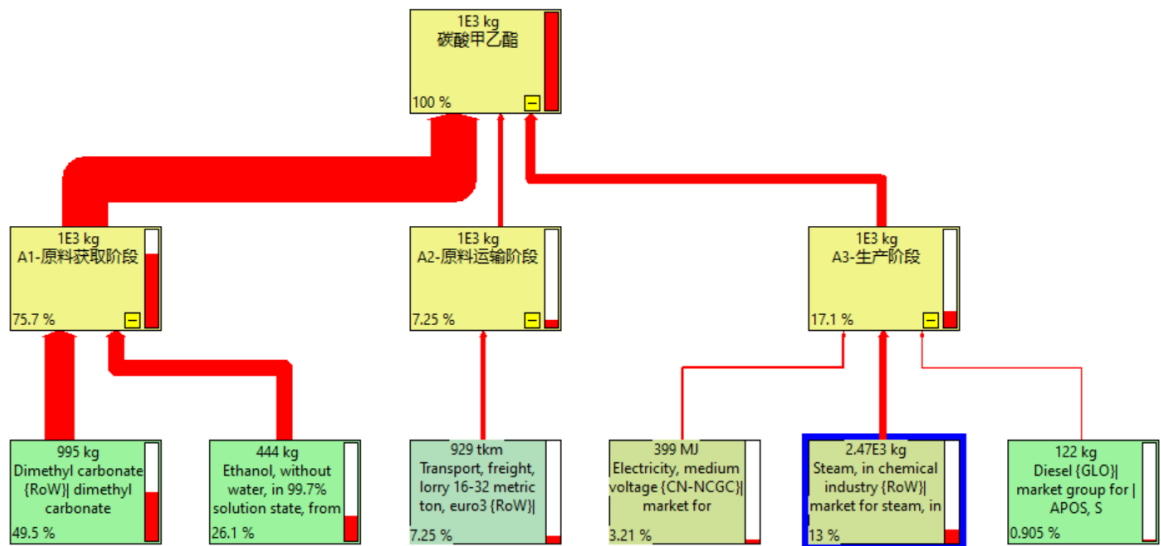 1E3 kg
碳酸甲乙酯
100 %
1E3 kg
A1-原料获取阶段
75.7 %
1E3 kg
A2-原料运输阶段
7.25 %
1E3 kg
A3-生产阶段
17.1 %
995 kg
Dimethyl carbonate
{RoW}| dimethyl
carbonate
49.5 %
444 kg
Ethanol, without
water, in 99.7%
solution state, from
26.1 %
929 tkm
Transport, freight,
lorry 16-32 metric
ton, euro3 {RoW}|
7.25 %
399 MJ
Electricity, medium
voltage {CN-NCGC}|
market for
3.21 %
2.47E3 kg
Steam, in chemical
industry {RoW}|
market for steam, in
13 %
122 kg
Diesel {GLO}|
market group for |
APOS, S
0.905 %